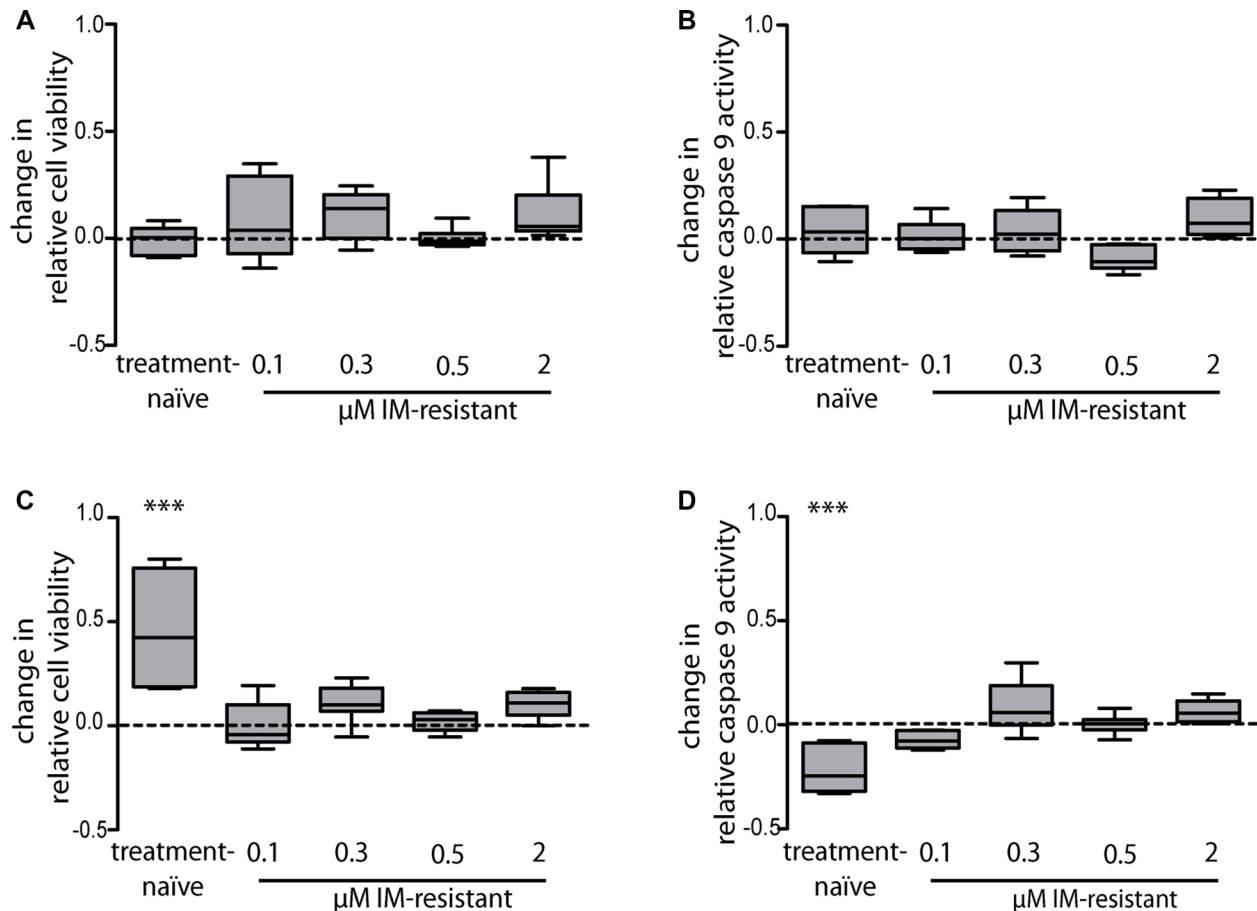 A
change in
relative cell viability
1.0
0.5
0.0
-0.5
treatment-
naïve
0.1 0.3 0.5 2
µM IM-resistant
B
change in
relative caspase 9 activity
1.0
0.5
0.0
-0.5
treatment-
naïve
0.1 0.3 0.5 2
µM IM-resistant
C
change in
relative cell viability
1.0
0.5
0.0
-0.5
***
treatment-
naïve
0.1 0.3 0.5 2
µM IM-resistant
D
change in
relative caspase 9 activity
1.0
0.5
0.0
-0.5
***
treatment-
naïve
0.1 0.3 0.5 2
µM IM-resistant